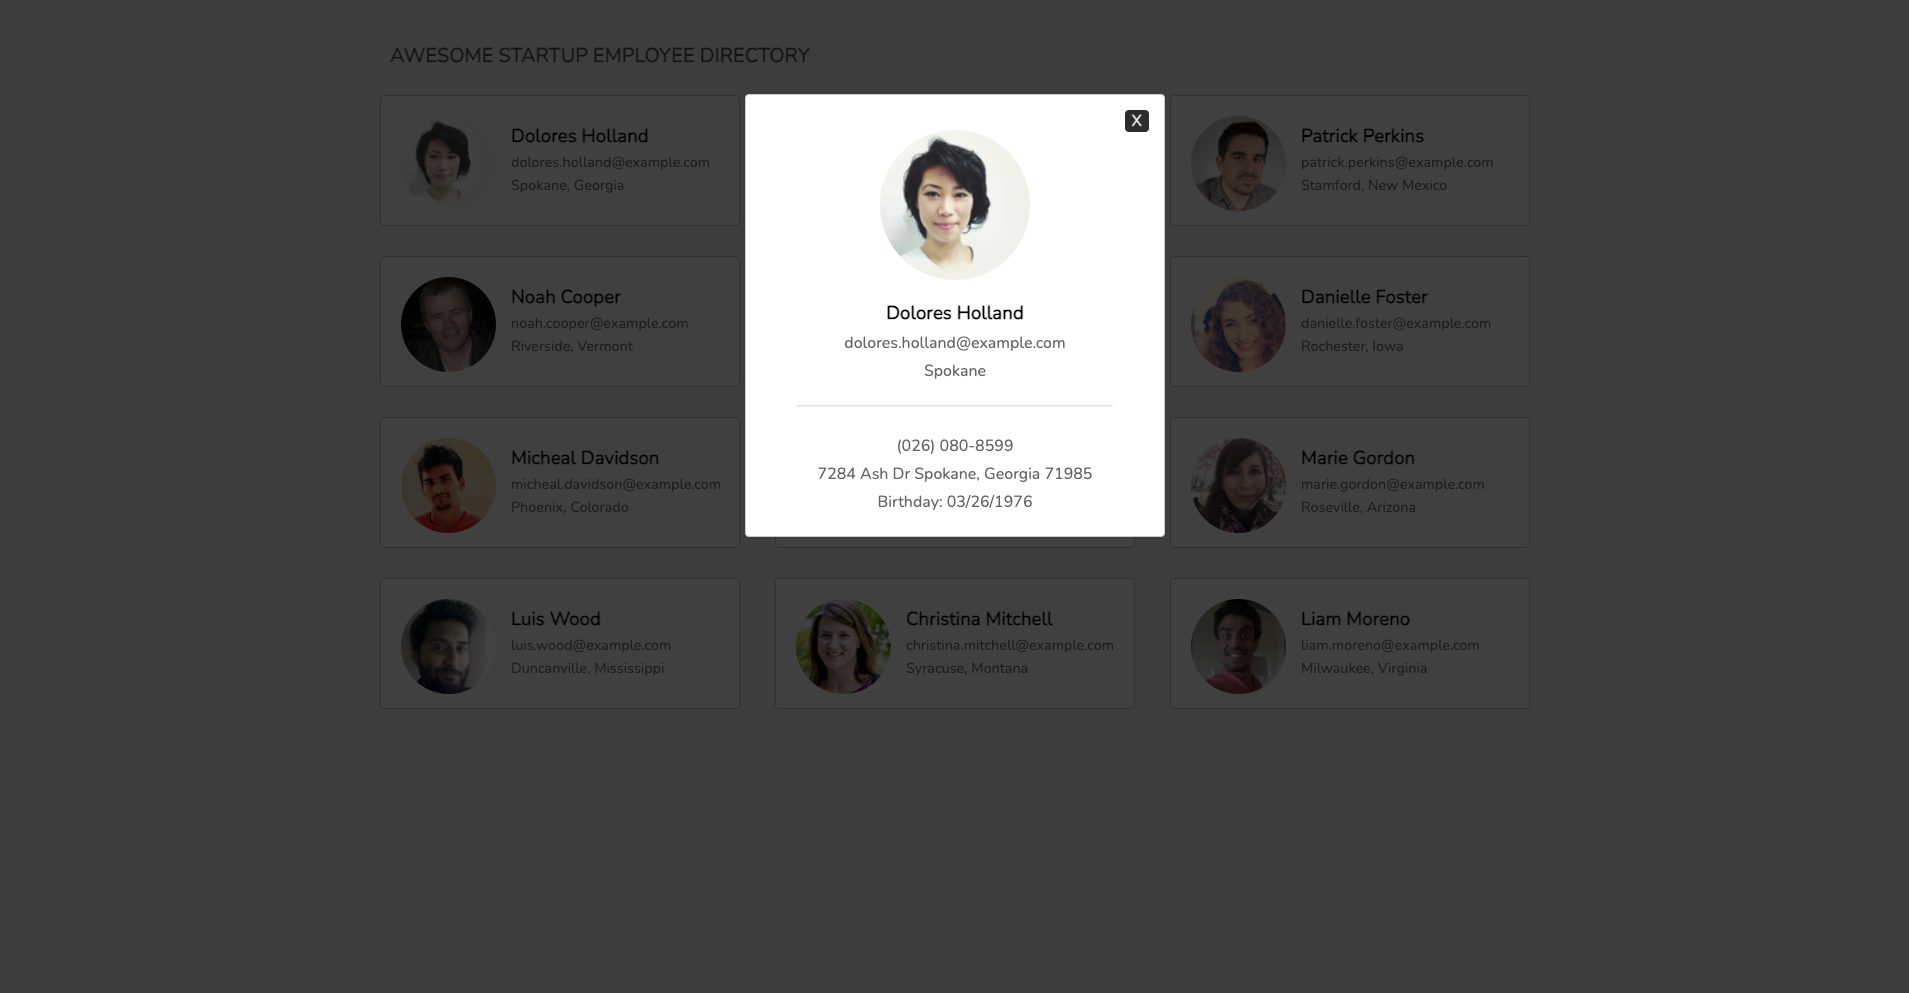 AWESOME STARTUP EMPLOYEE DIRECTORY
Dolores Holland
dolores.holland@example.com
Spokane, Georgia
X
Dolores Holland
dolores.holland@example.com
Spokane
(026) 080-8599
7284 Ash Dr Spokane, Georgia 71985
Birthday: 03/26/1976
Patrick Perkins
patrick.perkins@example.com
Stamford, New Mexico
Noah Cooper
noah.cooper@example.com
Riverside, Vermont
Danielle Foster
danielle.foster@example.com
Rochester, Iowa
Micheal Davidson
micheal.davidson@example.com
Phoenix, Colorado
Marie Gordon
marie.gordon@example.com
Roseville, Arizona
Luis Wood
luis.wood@example.com
Duncanville, Mississippi
Christina Mitchell
christina.mitchell@example.com
Syracuse, Montana
Liam Moreno
liam.moreno@example.com
Milwaukee, Virginia